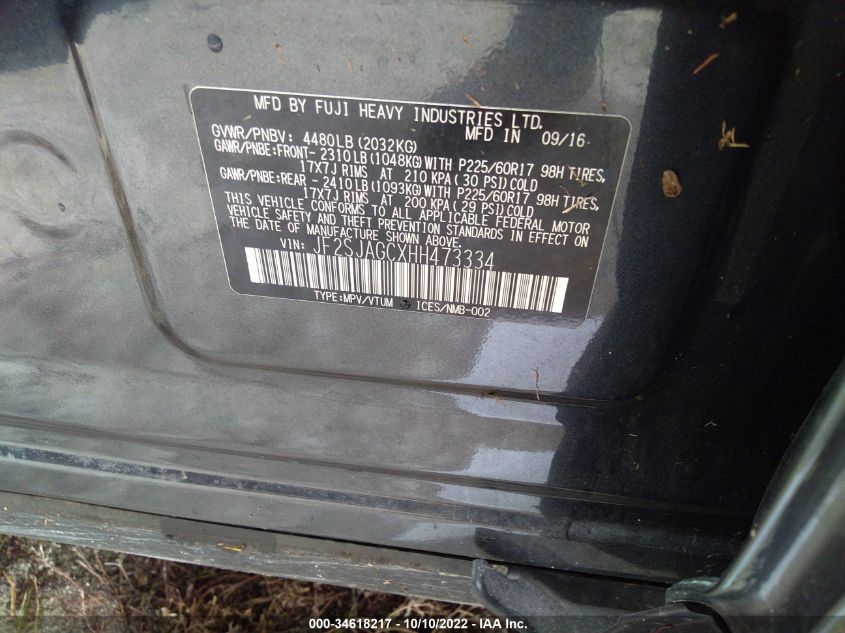 MFD BY FUJI HEAVY INDUSTRIES LTD.
MFD IN 09/16
GVWR/PNBV: 4480LB (2032KG)
GAWR/PNBE:FRONT- 2310LB (1048KG) WITH P225/60R17 98H TIRES,
17X7J RIMS AT 210 KPA ( 30 PSI) COLD
GAWR/PNBE:REAR - 2410LB (1093KG) WITH P225/60R17 98H TIRES,
17X7J RIMS AT 200 KPA ( 29 PSI) COLD
THIS VEHICLE CONFORMS TO ALL APPLICABLE FEDERAL MOTOR
VEHICLE SAFETY AND THEFT PREVENTION STANDARDS IN EFFECT ON
THE DATE OF MANUFACTURE SHOWN ABOVE.
VIN: JF2SJAGCXHH473334
TYPE:MPV/VTUM ICES/NMB-002
000-34618217 - 10/10/2022 - IAA Inc.